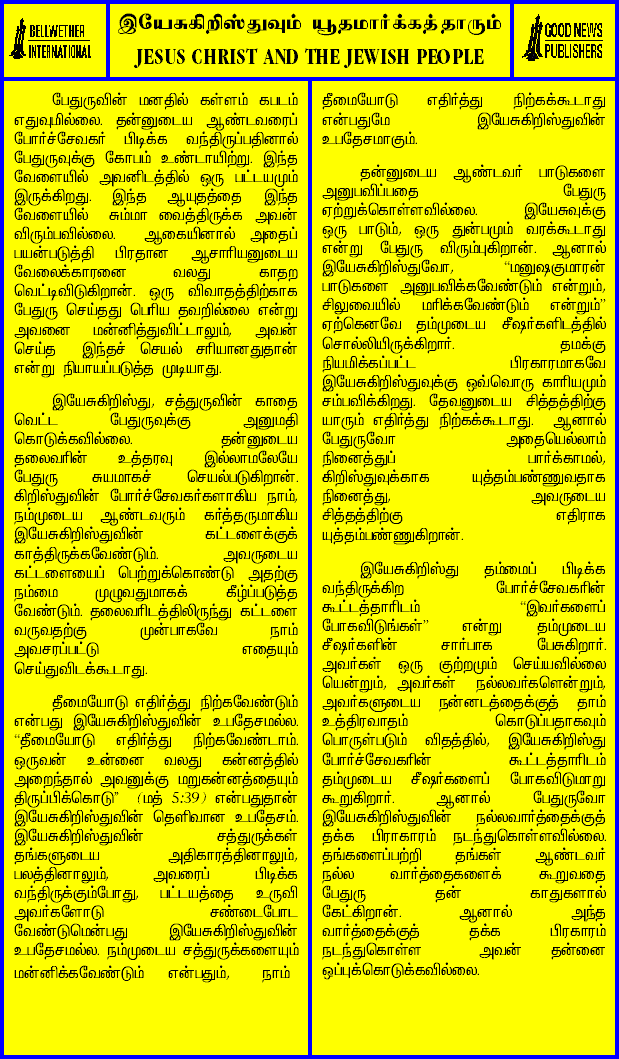 BELLWETHER
INTERNATIONAL
இயேசுகிறிஸ்துவும் யூதமார்க்கத்தாரும்
JESUS CHRIST AND THE JEWISH PEOPLE
GOOD NEWS
PUBLISHERS
பேதுருவின் மனதில் கள்ளம் கபடம்
எதுவுமில்லை. தன்னுடைய ஆண்டவரைப்
போர்ச்சேவகர் பிடிக்க வந்திருப்பதினால்
பேதுருவுக்கு கோபம் உண்டாயிற்று. இந்த
வேளையில் அவனிடத்தில் ஒரு பட்டயமும்
இருக்கிறது. இந்த ஆயுதத்தை இந்த
வேளையில் சும்மா வைத்திருக்க அவன்
விரும்பவில்லை. ஆகையினால் அதைப்
பயன்படுத்தி பிரதான ஆசாரியனுடைய
வேலைக்காரனை வலது காதற
வெட்டிவிடுகிறான். ஒரு விவாதத்திற்காக
பேதுரு செய்தது பெரிய தவறில்லை என்று
அவனை மன்னித்துவிட்டாலும், அவன்
செய்த இந்தச் செயல் சரியானதுதான்
என்று நியாயப்படுத்த முடியாது.
இயேசுகிறிஸ்து, சத்துருவின் காதை
வெட்ட பேதுருவுக்கு அனுமதி
கொடுக்கவில்லை. தன்னுடைய
தலைவரின் உத்தரவு இல்லாமலேயே
பேதுரு சுயமாகச் செயல்படுகிறான்.
கிறிஸ்துவின் போர்ச்சேவகர்களாகிய நாம்,
நம்முடைய ஆண்டவரும் கர்த்தருமாகிய
இயேசுகிறிஸ்துவின் கட்டளைக்குக்
காத்திருக்கவேண்டும். அவருடைய
கட்டளையைப் பெற்றுக்கொண்டு அதற்கு
நம்மை முழுவதுமாகக் கீழ்ப்படுத்த
வேண்டும். தலைவரிடத்திலிருந்து கட்டளை
வருவதற்கு முன்பாகவே நாம்
அவசரப்பட்டு எதையும்
செய்துவிடக்கூடாது.
தீமையோடு எதிர்த்து நிற்கவேண்டும்
என்பது இயேசுகிறிஸ்துவின் உபதேசமல்ல.
"தீமையோடு எதிர்த்து நிற்கவேண்டாம்.
ஒருவன் உன்னை வலது கன்னத்தில்
அறைந்தால் அவனுக்கு மறுகன்னத்தையும்
திருப்பிக்கொடு" (மத் 5:39) என்பதுதான்
இயேசுகிறிஸ்துவின் தெளிவான உபதேசம்.
இயேசுகிறிஸ்துவின் சத்துருக்கள்
தங்களுடைய அதிகாரத்தினாலும்,
பலத்தினாலும், அவரைப் பிடிக்க
வந்திருக்கும்போது, பட்டயத்தை உருவி
அவர்களோடு சண்டைபோட
வேண்டுமென்பது இயேசுகிறிஸ்துவின்
உபதேசமல்ல. நம்முடைய சத்துருக்களையும்
மன்னிக்கவேண்டும் என்பதும், நாம்
தீமையோடு எதிர்த்து நிற்கக்கூடாது
என்பதுமே இயேசுகிறிஸ்துவின்
உபதேசமாகும்.
தன்னுடைய ஆண்டவர் பாடுகளை
அனுபவிப்பதை பேதுரு
ஏற்றுக்கொள்ளவில்லை. இயேசுவுக்கு
ஒரு பாடும், ஒரு துன்பமும் வரக்கூடாது
என்று பேதுரு விரும்புகிறான். ஆனால்
இயேசுகிறிஸ்துவோ, "மனுஷகுமாரன்
பாடுகளை அனுபவிக்கவேண்டும் என்றும்,
சிலுவையில் மரிக்கவேண்டும் என்றும்"
ஏற்கெனவே தம்முடைய சீஷர்களிடத்தில்
சொல்லியிருக்கிறார். தமக்கு
நியமிக்கப்பட்ட பிரகாரமாகவே
இயேசுகிறிஸ்துவுக்கு ஒவ்வொரு காரியமும்
சம்பவிக்கிறது. தேவனுடைய சித்தத்திற்கு
யாரும் எதிர்த்து நிற்கக்கூடாது. ஆனால்
பேதுருவோ அதையெல்லாம்
நினைத்துப் பார்க்காமல்,
கிறிஸ்துவுக்காக யுத்தம்பண்ணுவதாக
நினைத்து, அவருடைய
சித்தத்திற்கு எதிராக
யுத்தம்பண்ணுகிறான்.
இயேசுகிறிஸ்து தம்மைப் பிடிக்க
வந்திருக்கிற போர்ச்சேவகரின்
கூட்டத்தாரிடம் "இவர்களைப்
போகவிடுங்கள்" என்று தம்முடைய
சீஷர்களின் சார்பாக பேசுகிறார்.
அவர்கள் ஒரு குற்றமும் செய்யவில்லை
யென்றும், அவர்கள் நல்லவர்களென்றும்,
அவர்களுடைய நன்னடத்தைக்குத் தாம்
உத்திரவாதம் கொடுப்பதாகவும்
பொருள்படும் விதத்தில், இயேசுகிறிஸ்து
போர்ச்சேவகரின் கூட்டத்தாரிடம்
தம்முடைய சீஷர்களைப் போகவிடுமாறு
கூறுகிறார். ஆனால் பேதுருவோ
இயேசுகிறிஸ்துவின் நல்லவார்த்தைக்குத்
தக்க பிராகாரம் நடந்துகொள்ளவில்லை.
தங்களைப்பற்றி தங்கள் ஆண்டவர்
நல்ல வார்த்தைகளைக் கூறுவதை
பேதுரு தன் காதுகளால்
கேட்கிறான். ஆனால் அந்த
வார்த்தைக்குத் தக்க பிரகாரம்
நடந்துகொள்ள அவன் தன்னை
ஒப்புக்கொடுக்கவில்லை.